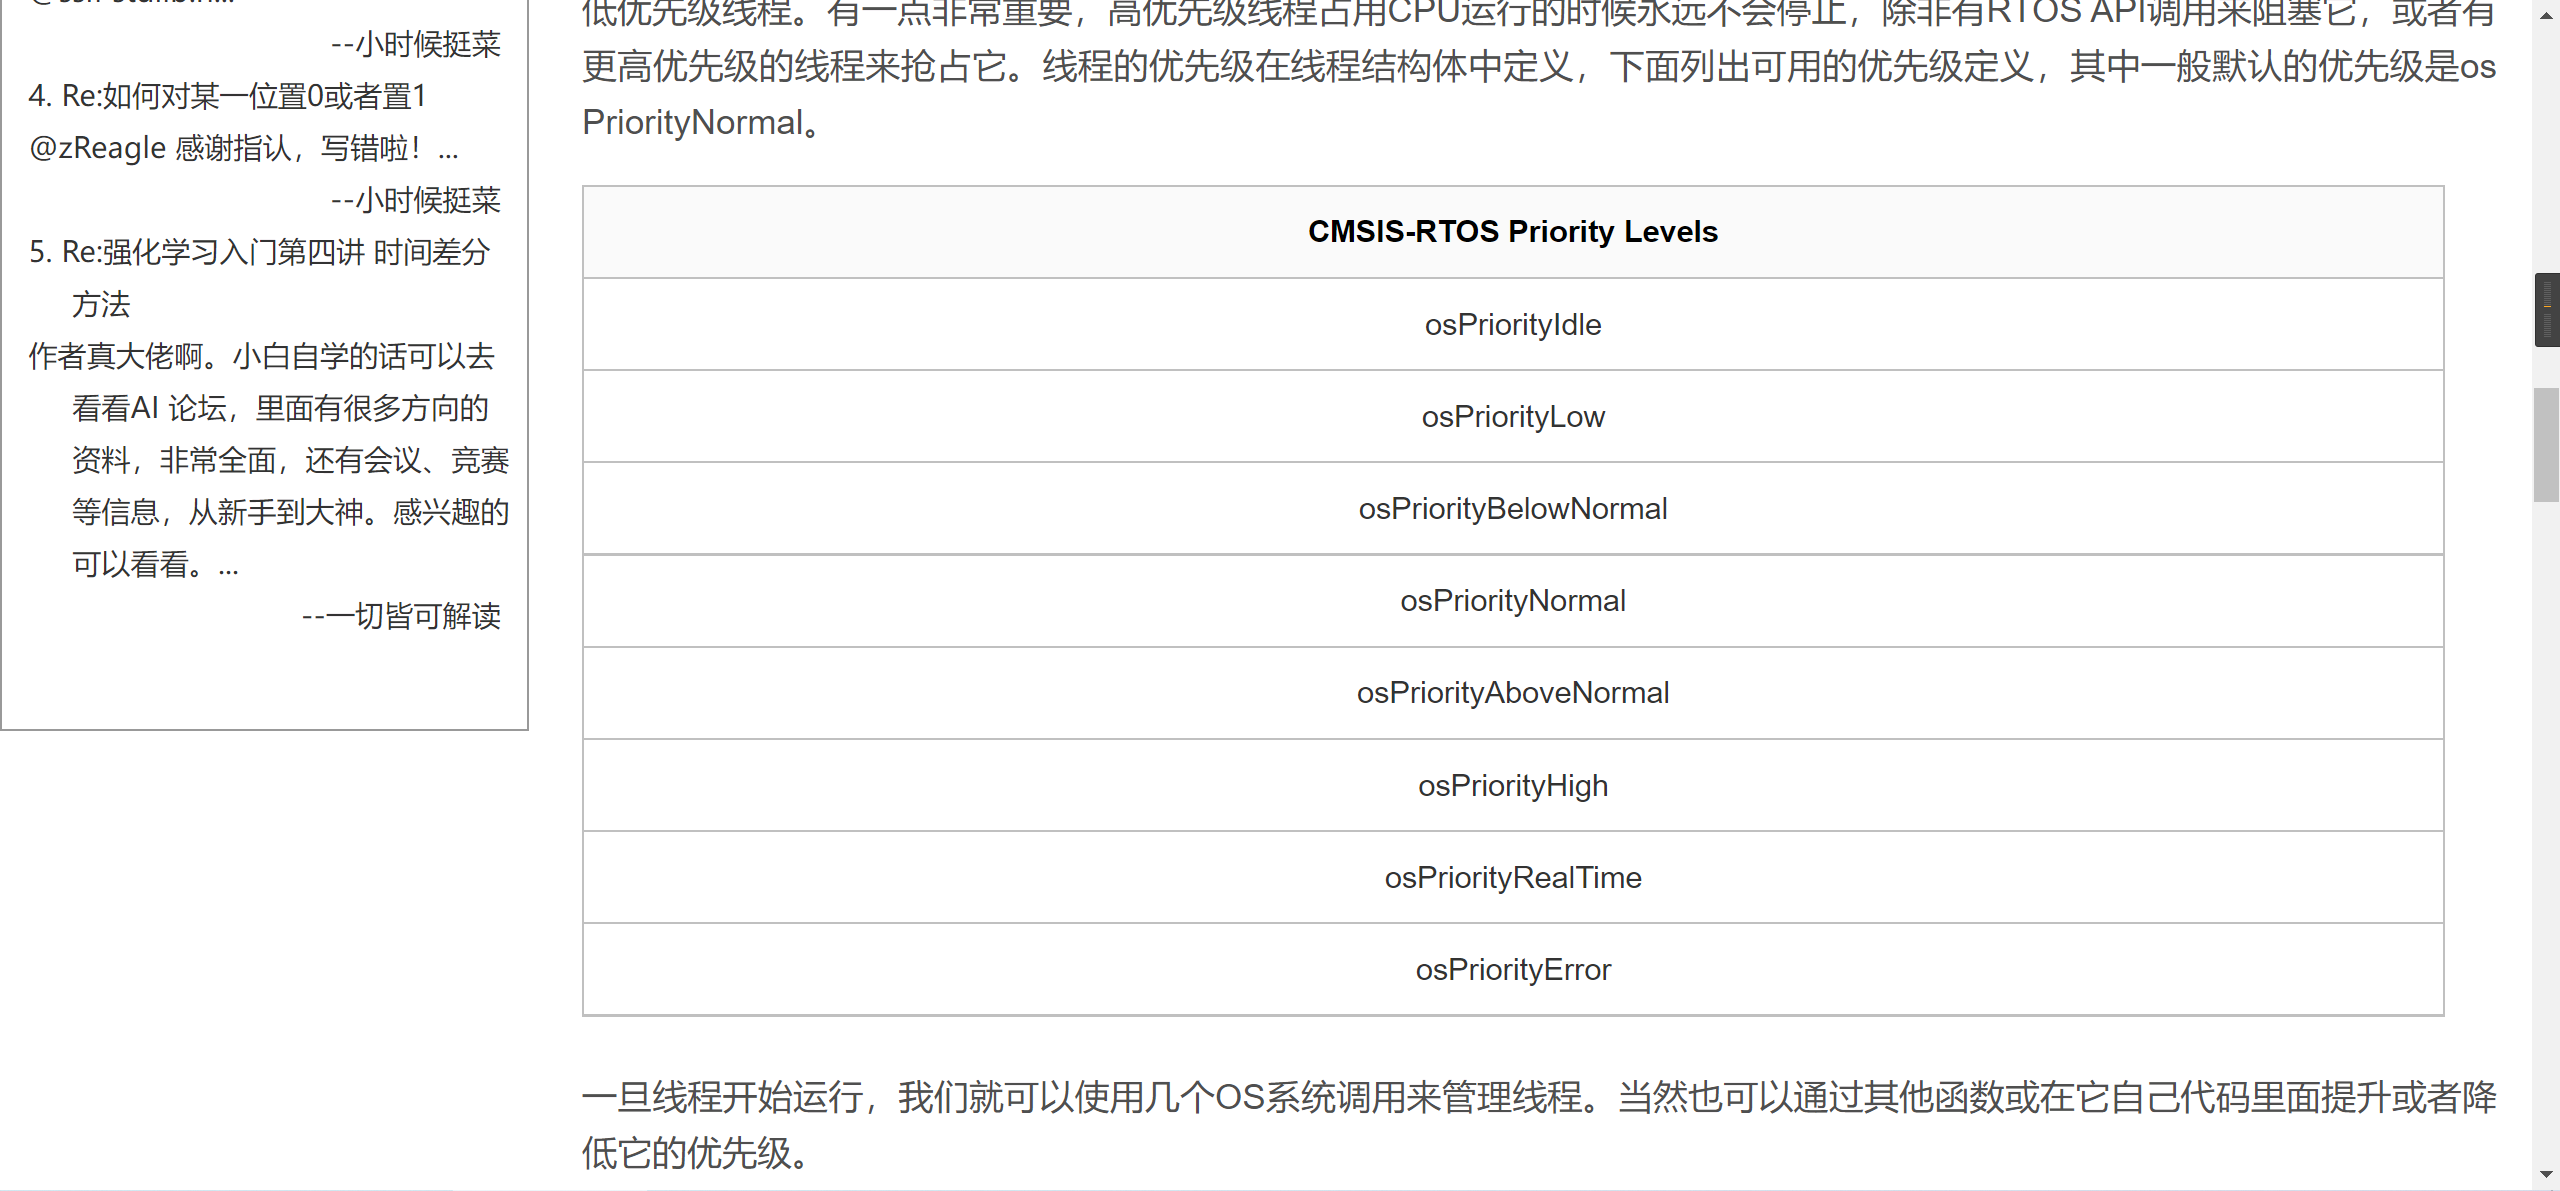 --小时候挺菜
4. Re:如何对某一位置0或者置1
@zReagle 感谢指认，写错啦！...
--小时候挺菜
5. Re:强化学习入门第四讲 时间差分
方法
作者真大佬啊。小白自学的话可以去
看看AI 论坛，里面有很多方向的
资料，非常全面，还有会议、竞赛
等信息，从新手到大神。感兴趣的
可以看看。...
--一切皆可解读
低优先级线程。有一点非常重要，高优先级线程占用CPU运行的时候永远不会停止，除非有RTOS API调用来阻塞它，或者有
更高优先级的线程来抢占它。线程的优先级在线程结构体中定义，下面列出可用的优先级定义，其中一般默认的优先级是os
PriorityNormal。
CMSIS-RTOS Priority Levels
osPriorityIdle
osPriorityLow
osPriorityBelowNormal
osPriorityNormal
osPriorityAboveNormal
osPriorityHigh
osPriorityRealTime
osPriorityError
一旦线程开始运行，我们就可以使用几个OS系统调用来管理线程。当然也可以通过其他函数或在它自己代码里面提升或者降
低它的优先级。